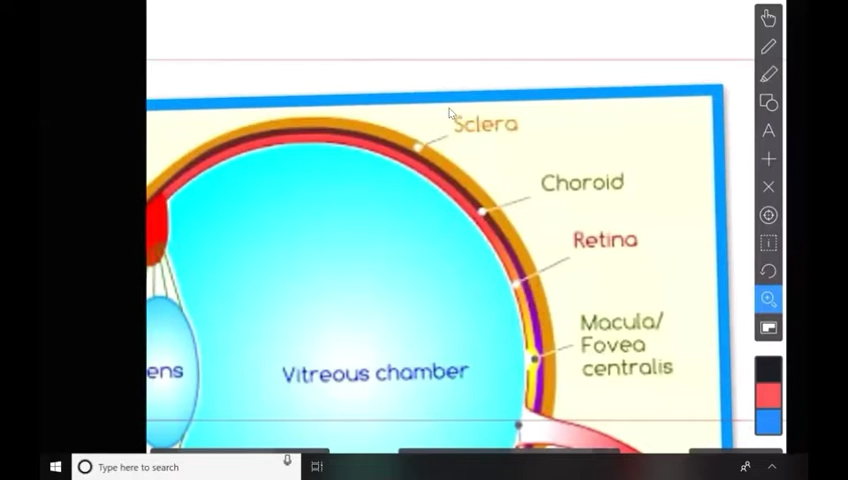 Sclera
Choroid
Retina
Macula/
Fovea
centralis
ens
Vitreous chamber
Type here to search